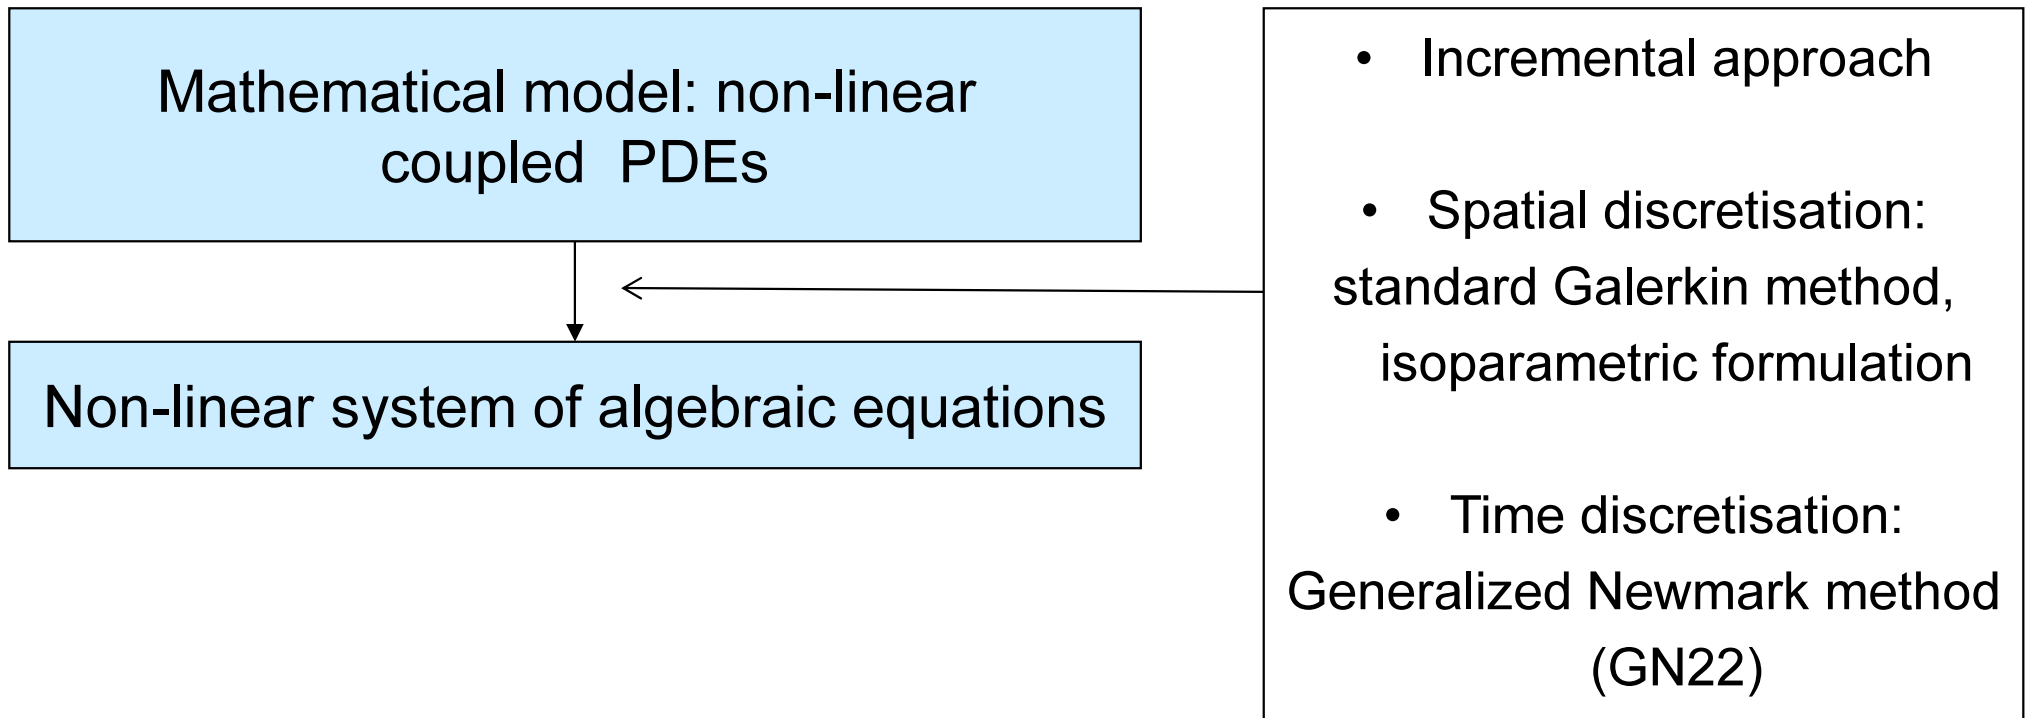 Mathematical model: non-linear
coupled PDEs
Non-linear system of algebraic equations
• Incremental approach
• Spatial discretisation:
standard Galerkin method,
isoparametric formulation
• Time discretisation:
Generalized Newmark method
(GN22)